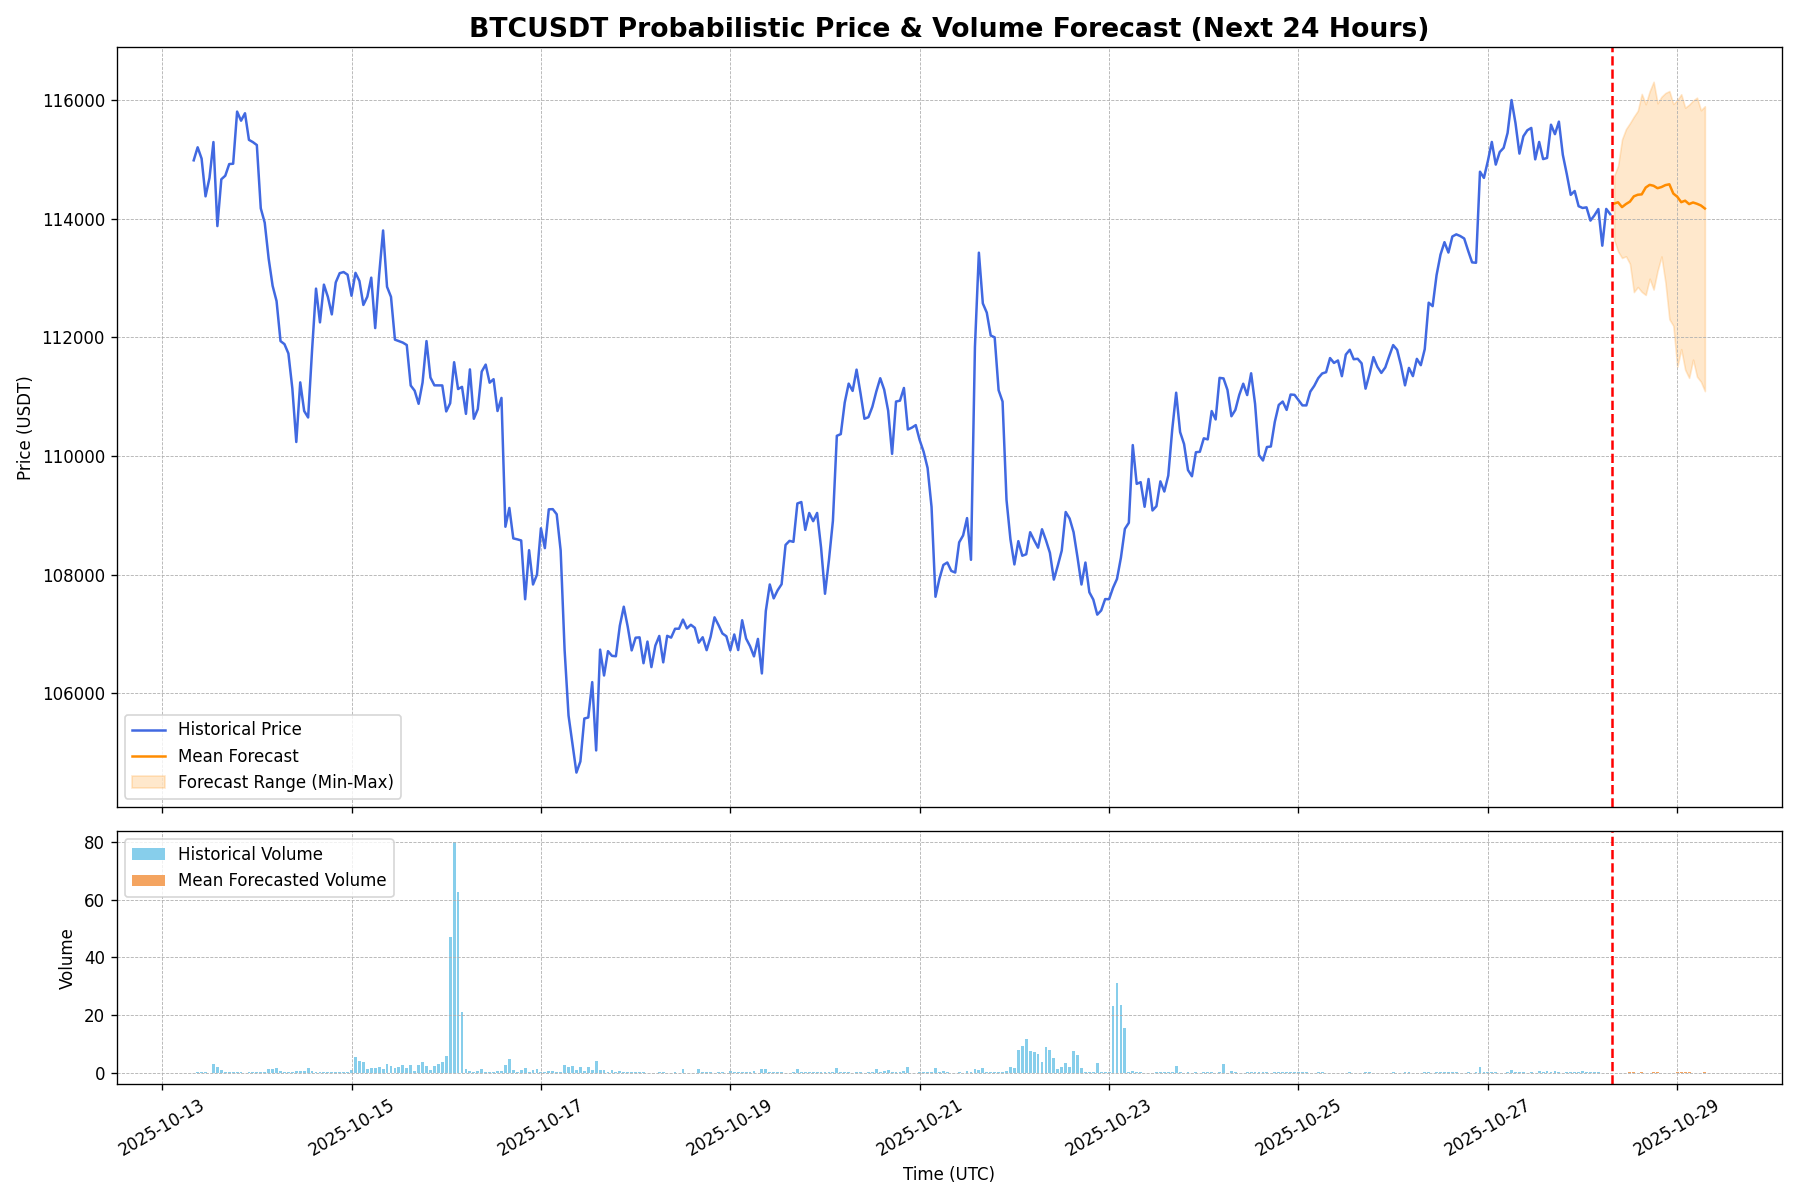 BTCUSDT Probabilistic Price & Volume Forecast (Next 24 Hours)
116000
114000
112000
110000
108000
106000
Price (USDT)
Historical Price
Mean Forecast
Forecast Range (Min-Max)
80
60
40
20
0
Volume
Historical Volume
Mean Forecasted Volume
2025-10-13
2025-10-15
2025-10-17
2025-10-19
2025-10-21
2025-10-23
2025-10-25
2025-10-27
2025-10-29
Time (UTC)